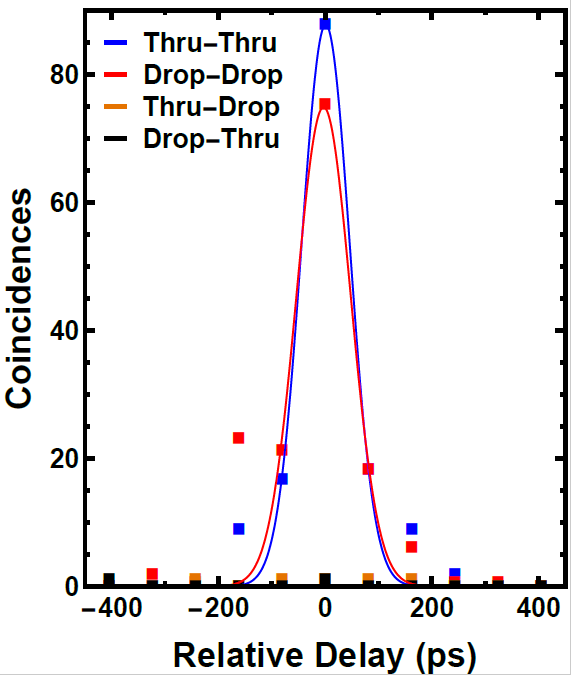 Thru−Thru
Drop−Drop
Thru−Drop
Drop−Thru
80
60
40
20
0
Coincidences
−400 −200 0 200 400
Relative Delay (ps)